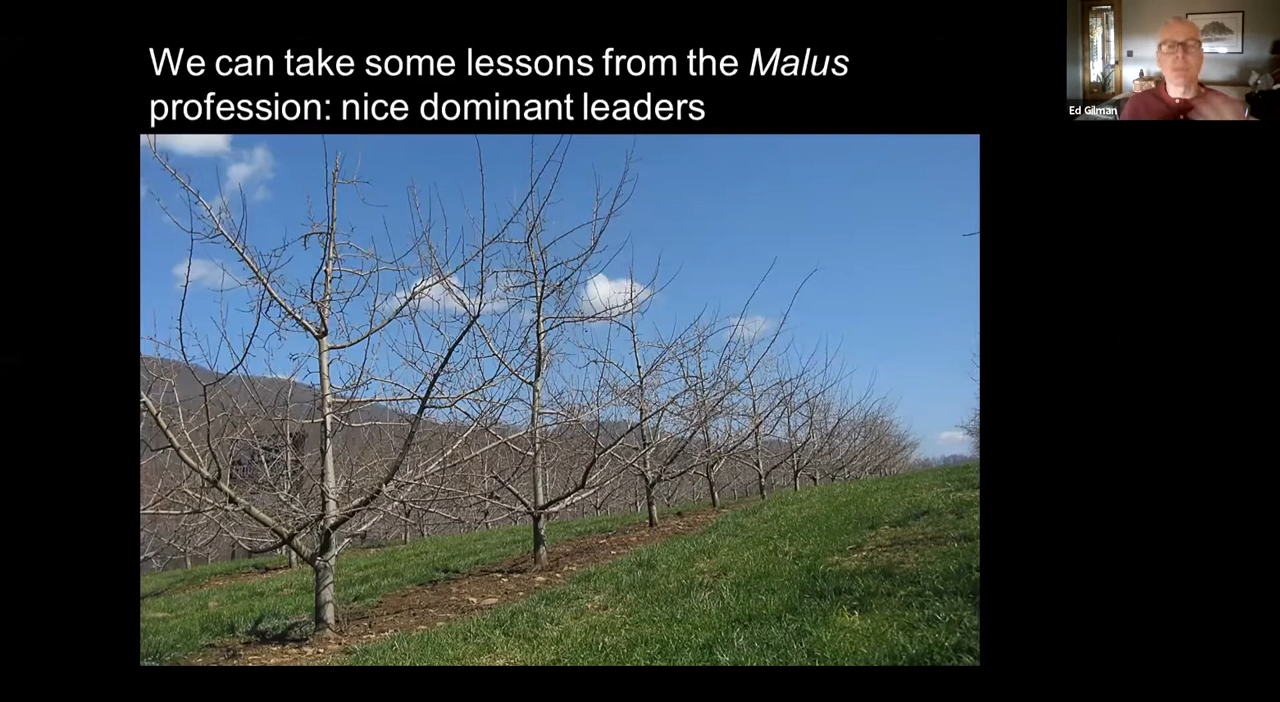 We can take some lessons from the Malus
profession: nice dominant leaders
Ed Gilman